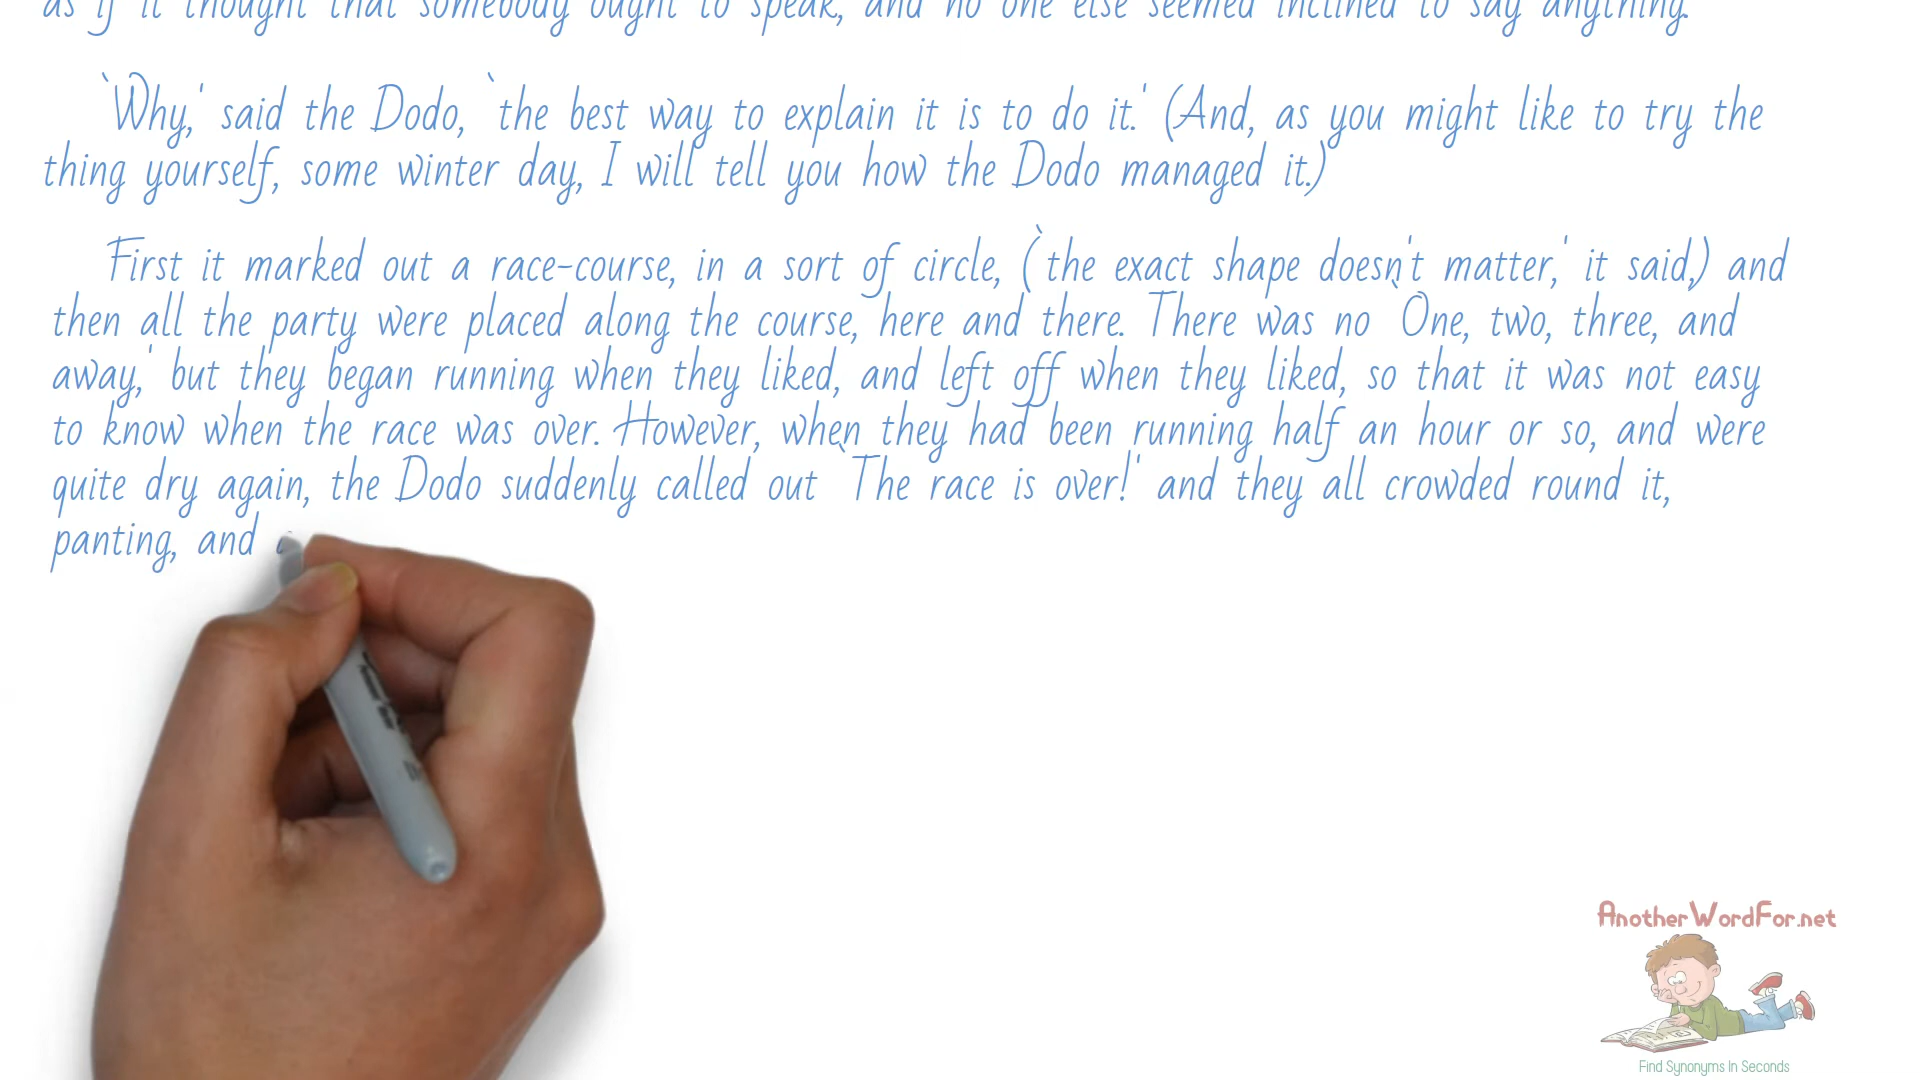 as if it thought that somebody ought to speak, and no one else seemed inclined to say anything.
`Why,' said the Dodo, `the best way to explain it is to do it.' (And, as you might like to try the
thing yourself, some winter day, I will tell you how the Dodo managed it.)
First it marked out a race-course, in a sort of circle, (`the exact shape doesn't matter,' it said,) and
then all the party were placed along the course, here and there. There was no `One, two, three, and
away,' but they began running when they liked, and left off when they liked, so that it was not easy
to know when the race was over. However, when they had been running half an hour or so, and were
quite dry again, the Dodo suddenly called out `The race is over!' and they all crowded round it,
panting, and
AnotherWordFor.net
Find Synonyms In Seconds